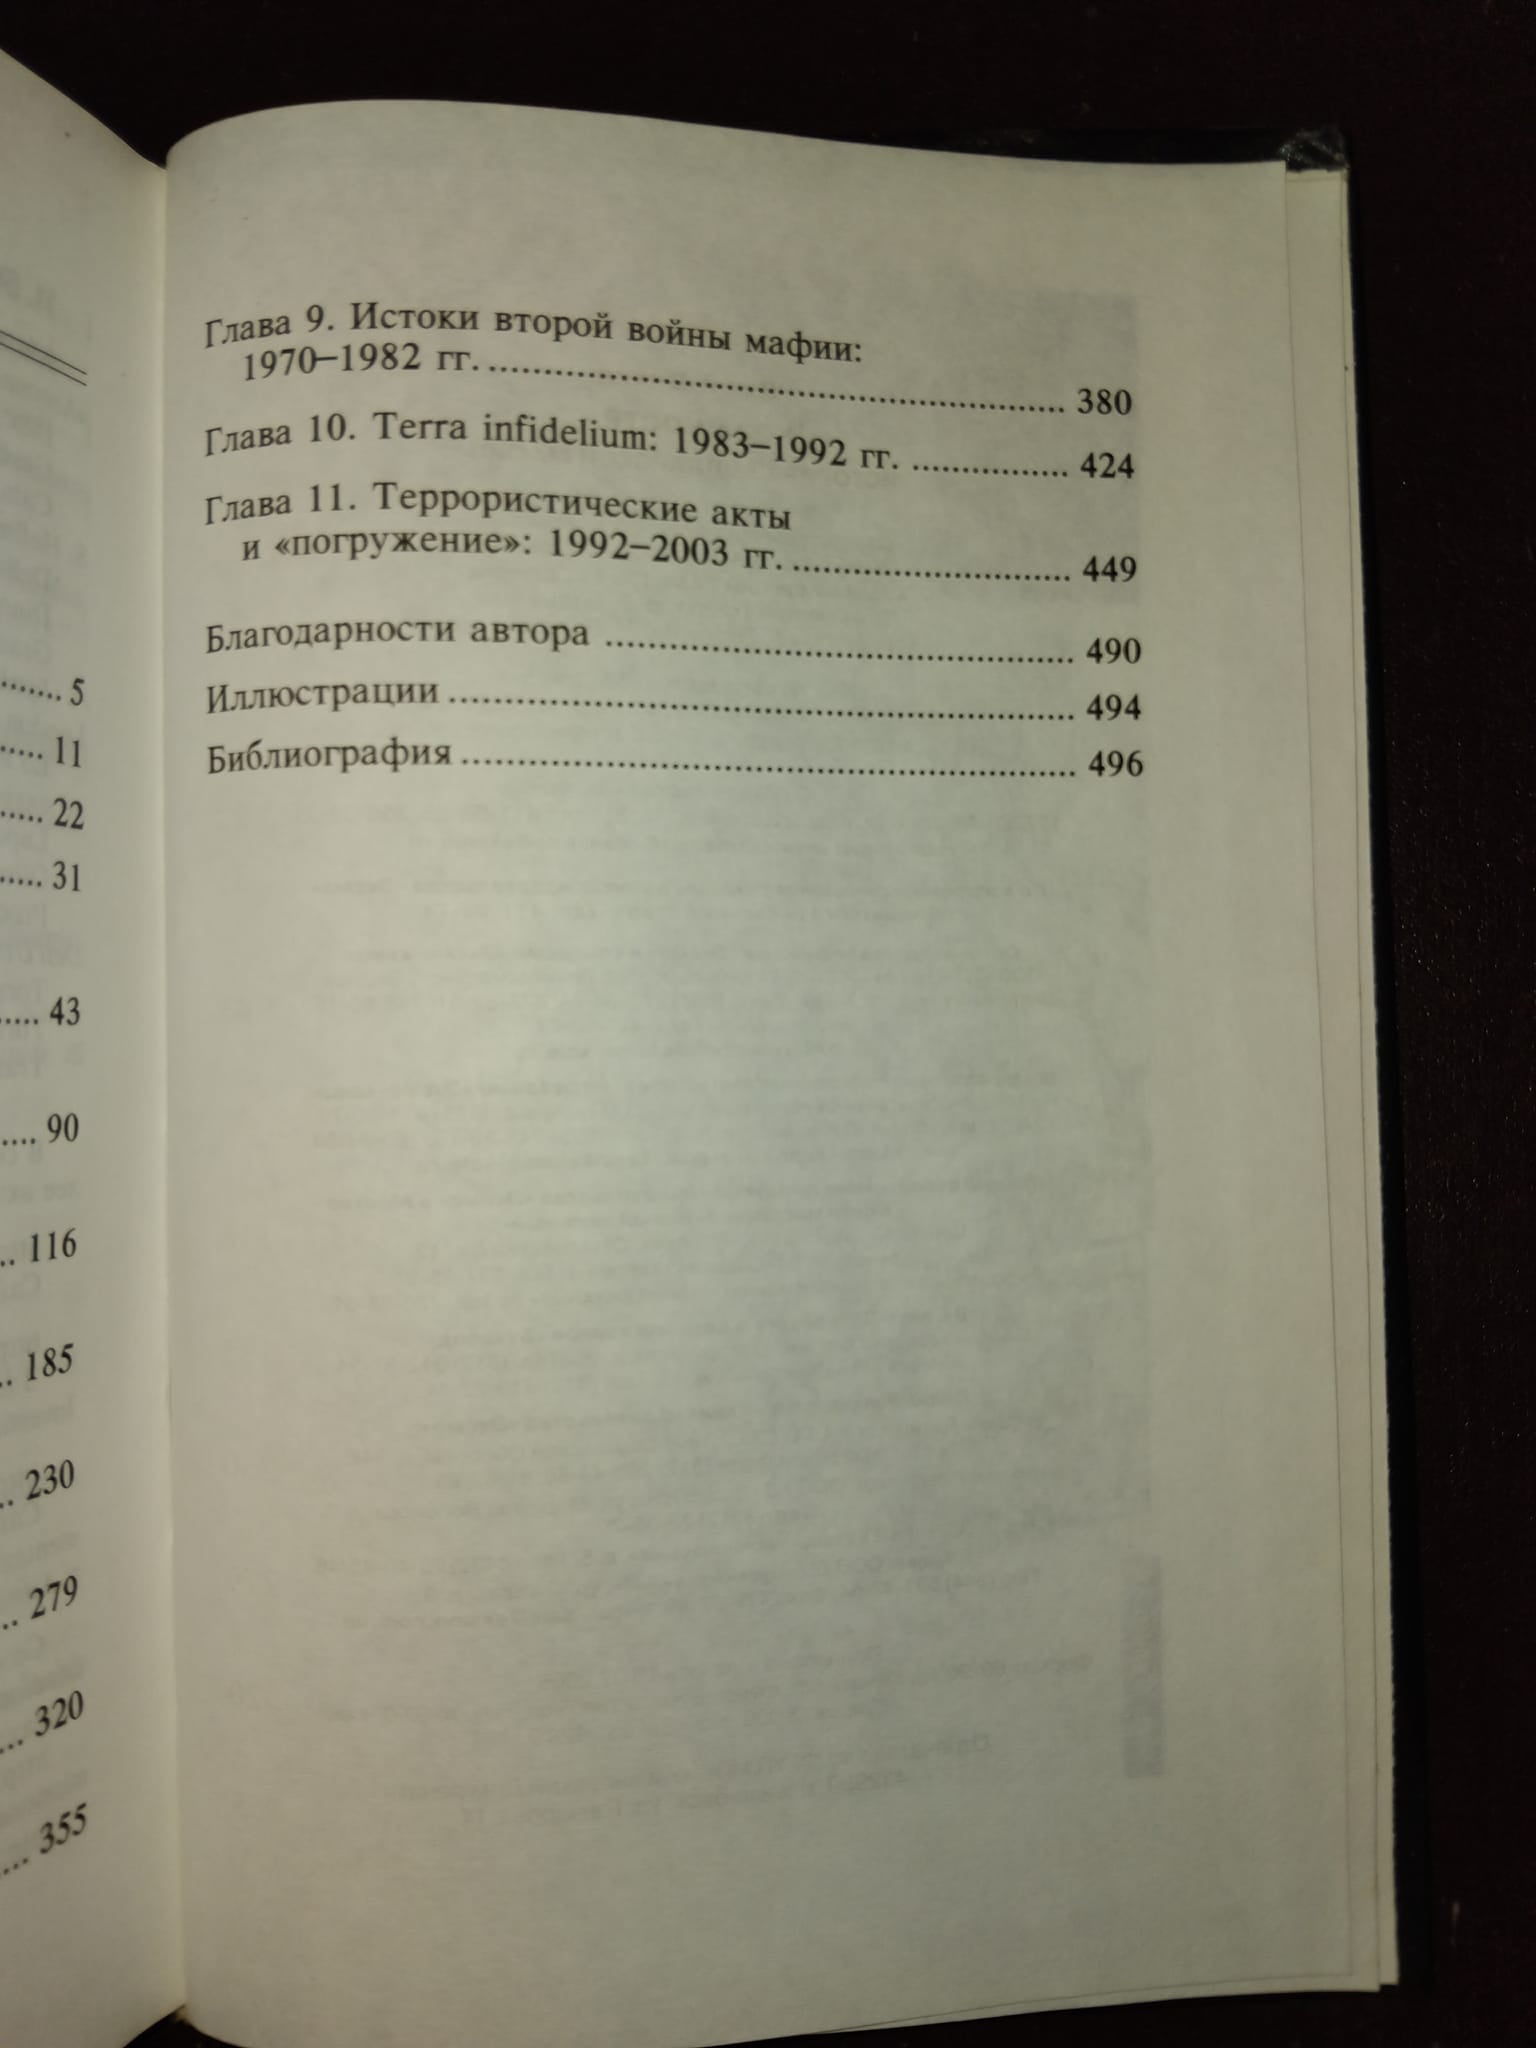 ..... 5
..... 11
..... 22
..... 31
..... 43
.... 90
.. 116
.. 185
.. 230
.. 279
... 320
.... 355
Глава 9. Истоки второй войны мафии:
1970–1982 гг. ........................................................ 380
Глава 10. Terra infidelium: 1983–1992 гг. ............... 424
Глава 11. Террористические акты
и «погружение»: 1992–2003 гг. ........................... 449
Благодарности автора ............................................. 490
Иллюстрации ............................................................ 494
Библиография ........................................................... 496